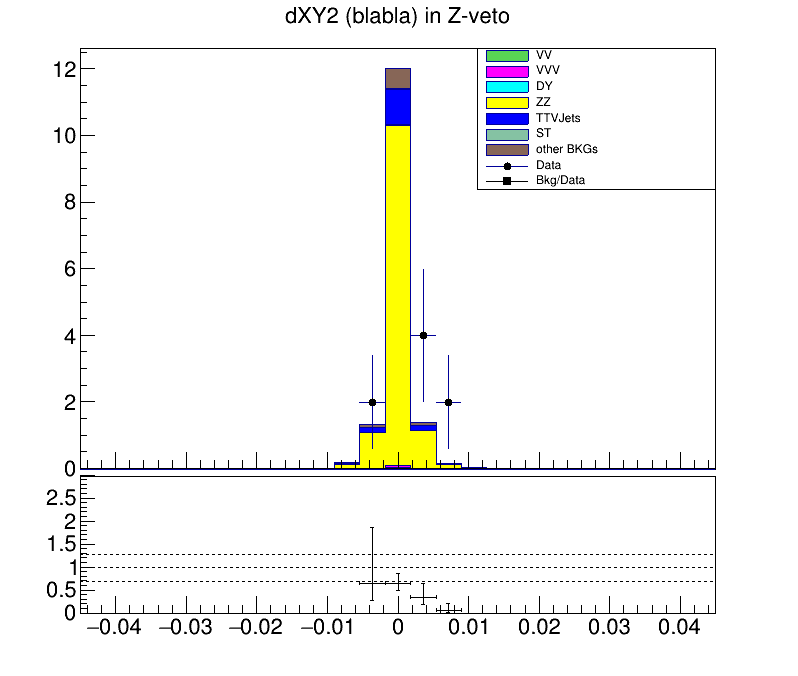 dXY2 (blabla) in Z-veto
VV
VVV
DY
ZZ
TTVJets
ST
other BKGs
Data
Bkg/Data
12
10
8
6
4
2
0
2.5
2
1.5
1
0.5
0
−0.04 −0.03 −0.02 −0.01 0 0.01 0.02 0.03 0.04